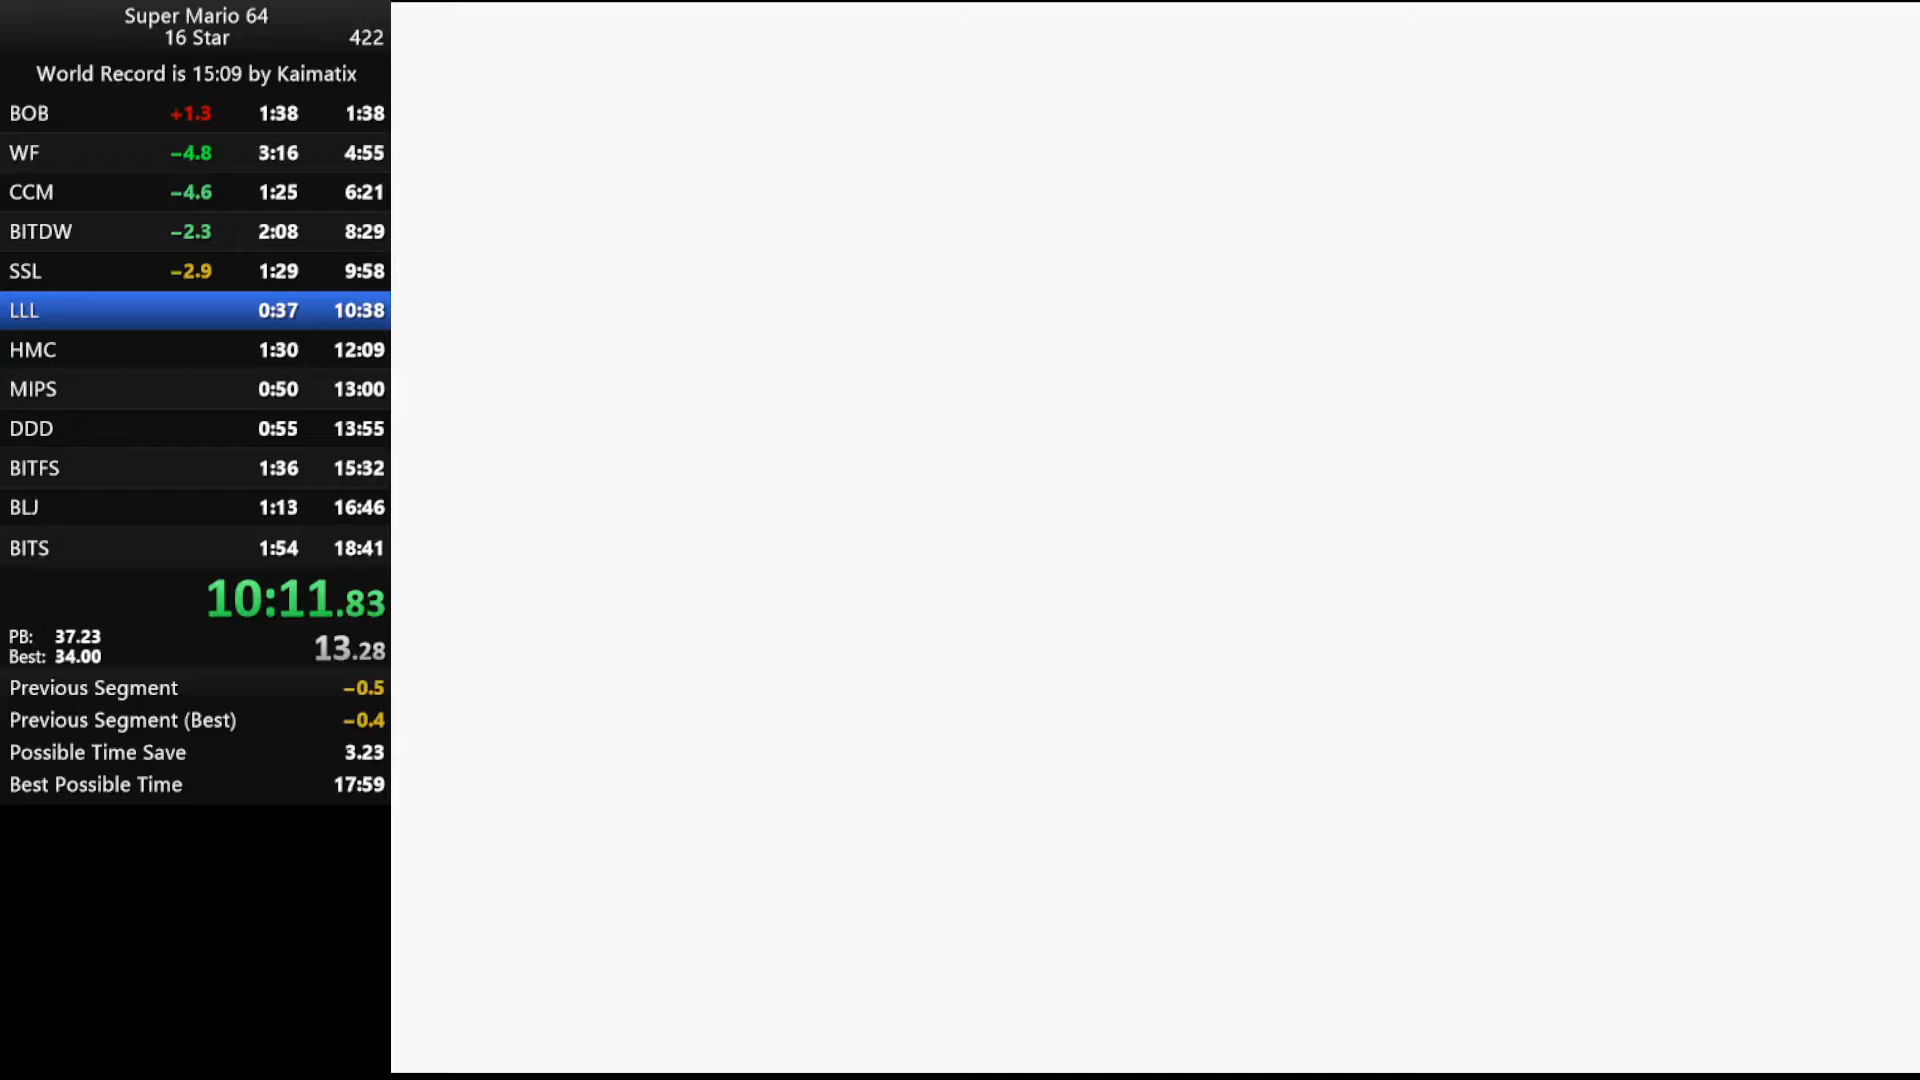 Super Mario 64
16 Star 422
World Record is 15:09 by Kaimatix
BOB +1.3 1:38 1:38
WF −4.8 3:16 4:55
CCM −4.6 1:25 6:21
BITDW −2.3 2:08 8:29
SSL −2.9 1:29 9:58
LLL 0:37 10:38
HMC 1:30 12:09
MIPS 0:50 13:00
DDD 0:55 13:55
BITFS 1:36 15:32
BLJ 1:13 16:46
BITS 1:54 18:41
10:11.83
PB: 37.23
Best: 34.00
13.28
Previous Segment −0.5
Previous Segment (Best) −0.4
Possible Time Save 3.23
Best Possible Time 17:59